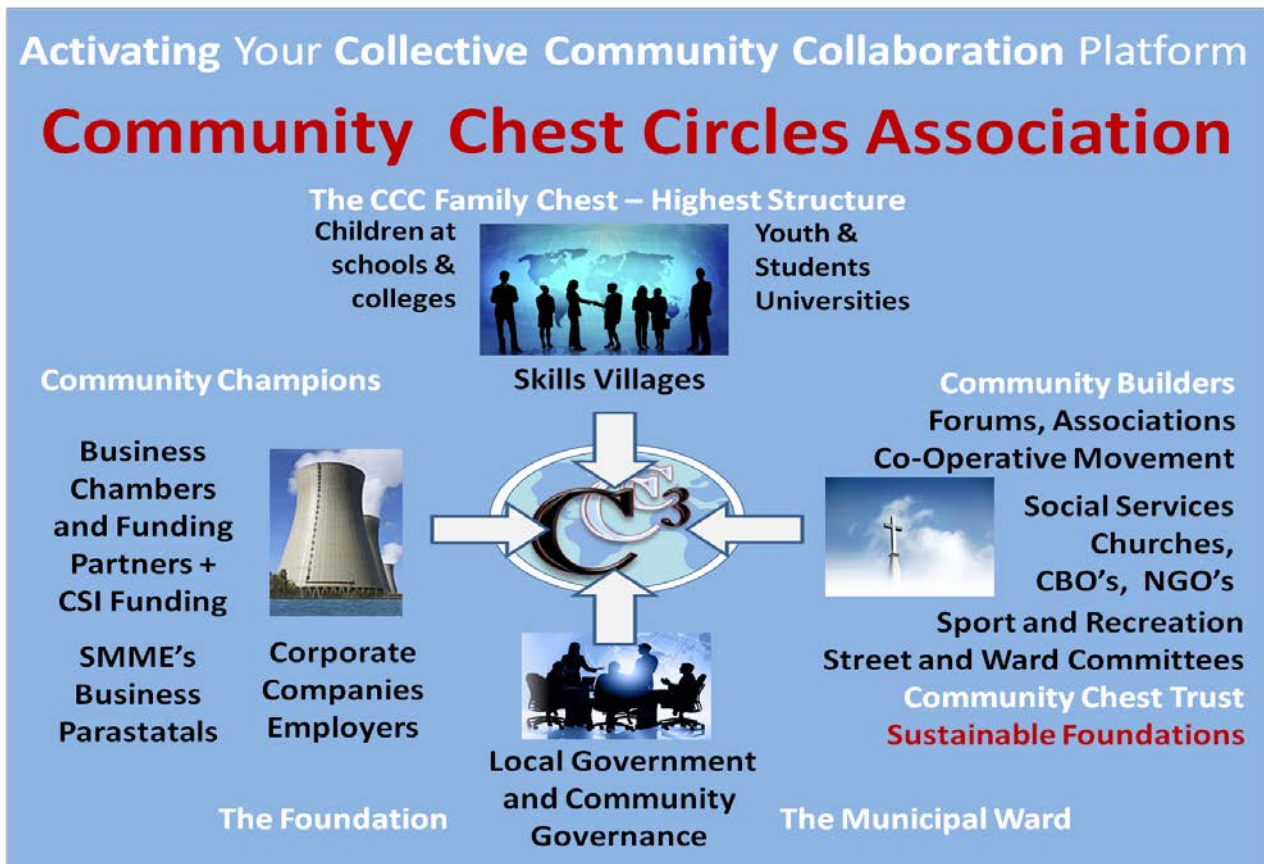 Activating Your Collective Community Collaboration Platform
Community Chest Circles Association
The CCC Family Chest – Highest Structure
Children at
schools &
colleges
Youth &
Students
Universities
Skills Villages
Community Champions
Business
Chambers
and Funding
Partners +
CSI Funding
SMME's
Business
Parastatals
Corporate
Companies
Employers
CCC3
Community Builders
Forums, Associations
Co-Operative Movement
Social Services
Churches,
CBO's, NGO's
Sport and Recreation
Street and Ward Committees
Community Chest Trust
Sustainable Foundations
Local Government
and Community
Governance
The Foundation
The Municipal Ward